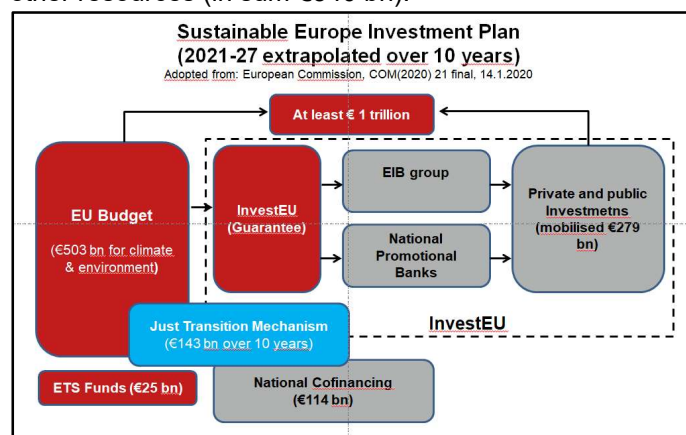 Sustainable Europe Investment Plan
(2021-27 extrapolated over 10 years)
Adopted from: European Commission, COM(2020) 21 final, 14.1.2020
At least € 1 trillion
EU Budget
(€503 bn for climate
& environment)
InvestEU
(Guarantee)
EIB group
National
Promotional
Banks
Private and public
Investmetns
(mobilised €279
bn)
InvestEU
Just Transition Mechanism
(€143 bn over 10 years)
ETS Funds (€25 bn)
National Cofinancing
(€114 bn)